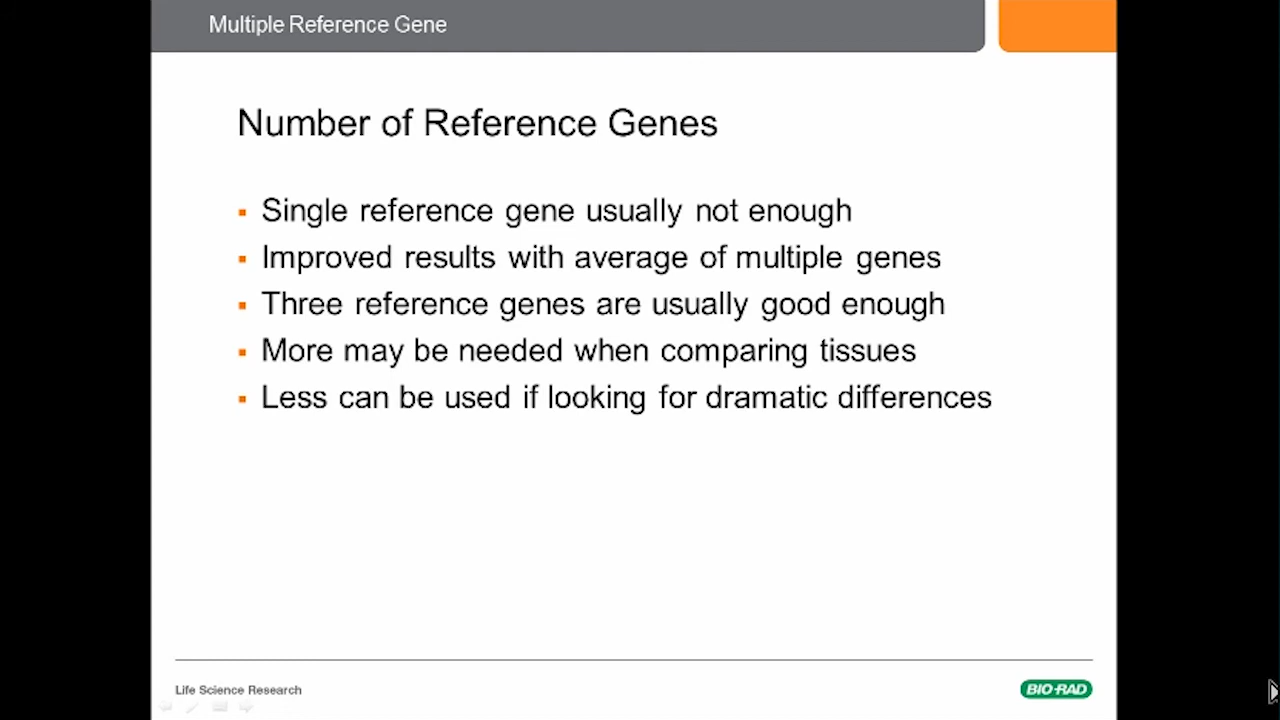 Multiple Reference Gene
Number of Reference Genes
▪ Single reference gene usually not enough
▪ Improved results with average of multiple genes
▪ Three reference genes are usually good enough
▪ More may be needed when comparing tissues
▪ Less can be used if looking for dramatic differences
Life Science Research
BIO-RAD